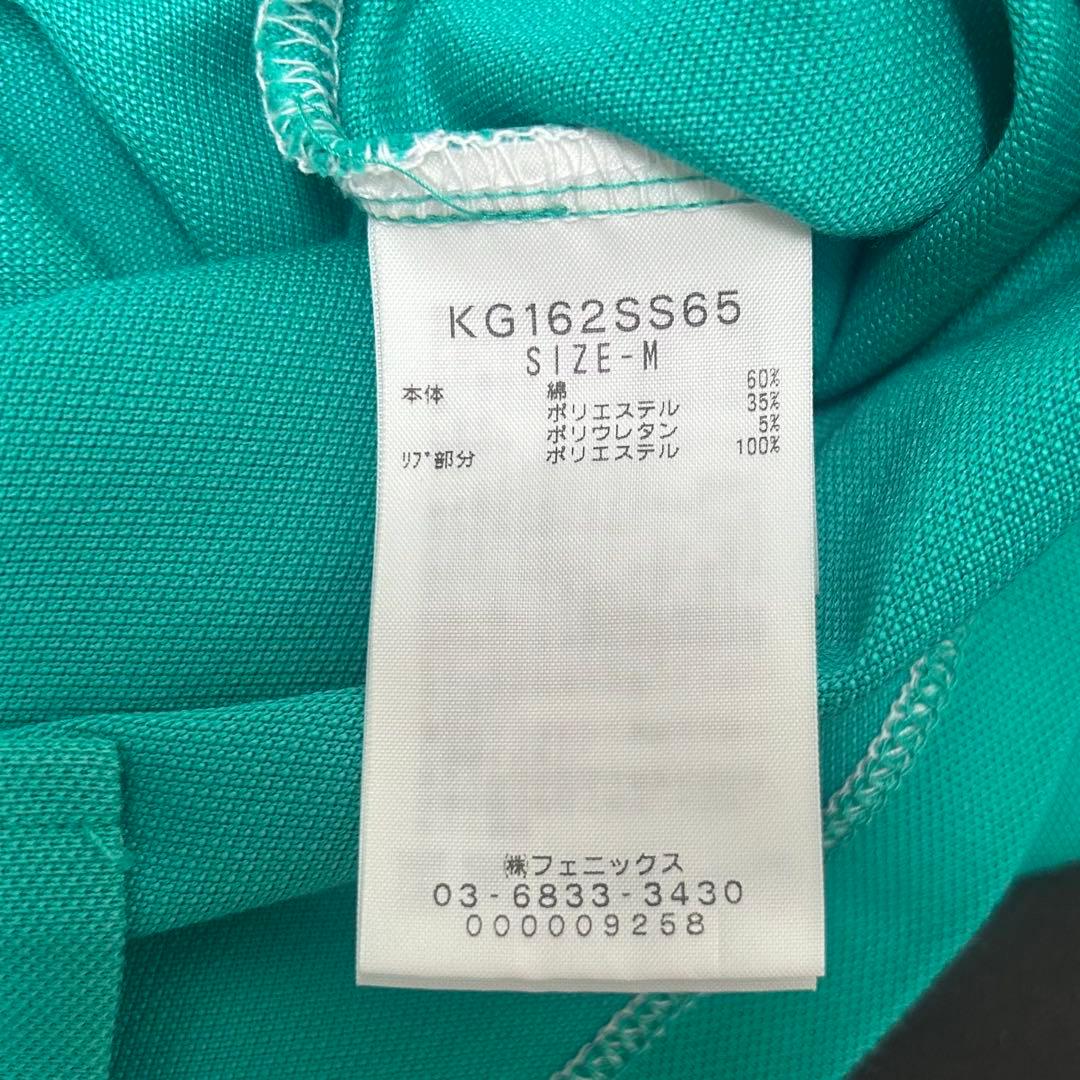 KG162SS65
SIZE-M
本体 綿 60%
ポリエステル 35%
ポリウレタン 5%
リブ部分 ポリエステル 100%
㈱フェニックス
03-6833-3430
000009258